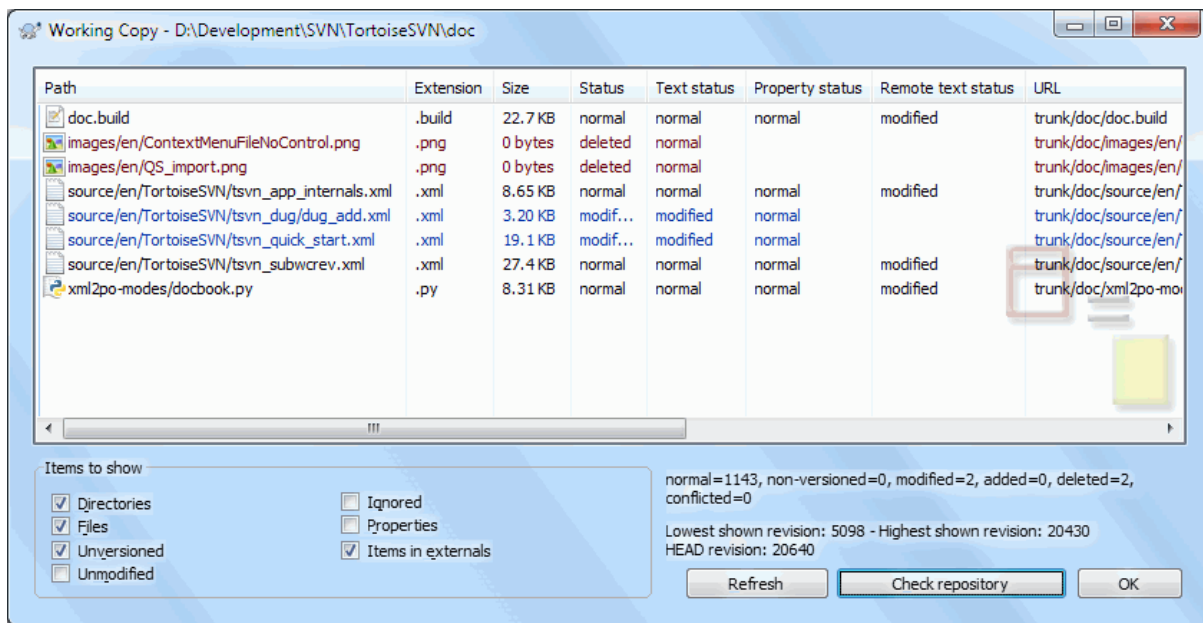 Working Copy - D:\Development\SVN\TortoiseSVN\doc
Path Extension Size Status Text status Property status Remote text status URL
doc.build .build 22.7 KB normal normal normal modified trunk/doc/doc.build
images/en/ContextMenuFileNoControl.png .png 0 bytes deleted normal trunk/doc/images/en/
images/en/QS_import.png .png 0 bytes deleted normal trunk/doc/images/en/
source/en/TortoiseSVN/tsvn_app_internals.xml .xml 8.65 KB normal normal normal modified trunk/doc/source/en/
source/en/TortoiseSVN/tsvn_dug/dug_add.xml .xml 3.20 KB modif... modified normal trunk/doc/source/en/
source/en/TortoiseSVN/tsvn_quick_start.xml .xml 19.1 KB modif... modified normal trunk/doc/source/en/
source/en/TortoiseSVN/tsvn_subwcrev.xml .xml 27.4 KB normal normal normal modified trunk/doc/source/en/
xml2po-modes/docbook.py .py 8.31 KB normal normal normal modified trunk/doc/xml2po-mo
Items to show
Directories Ignored
Files Properties
Unversioned Items in externals
Unmodified
normal=1143, non-versioned=0, modified=2, added=0, deleted=2,
conflicted=0
Lowest shown revision: 5098 - Highest shown revision: 20430
HEAD revision: 20640
Refresh Check repository OK